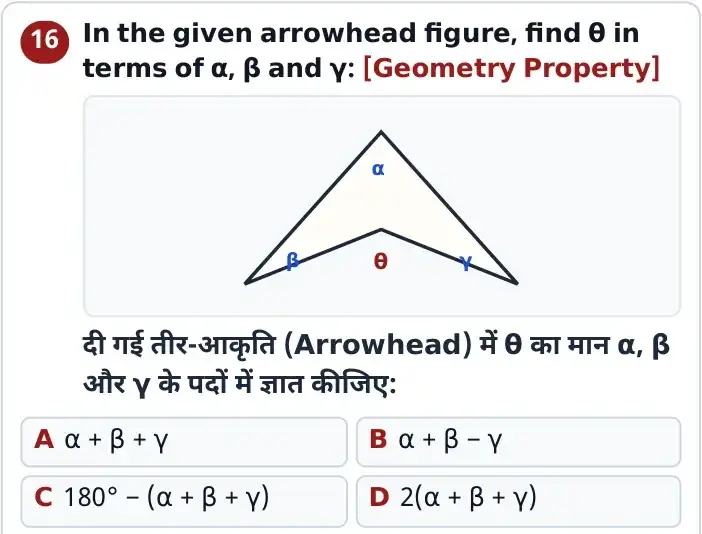 16 In the given arrowhead figure, find θ in
terms of α, β and γ: [Geometry Property]
α
β θ γ
दी गई तीर-आकृति (Arrowhead) में θ का मान α, β
और γ के पदों में ज्ञात कीजिए:
A α + β + γ
B α + β − γ
C 180° − (α + β + γ)
D 2(α + β + γ)